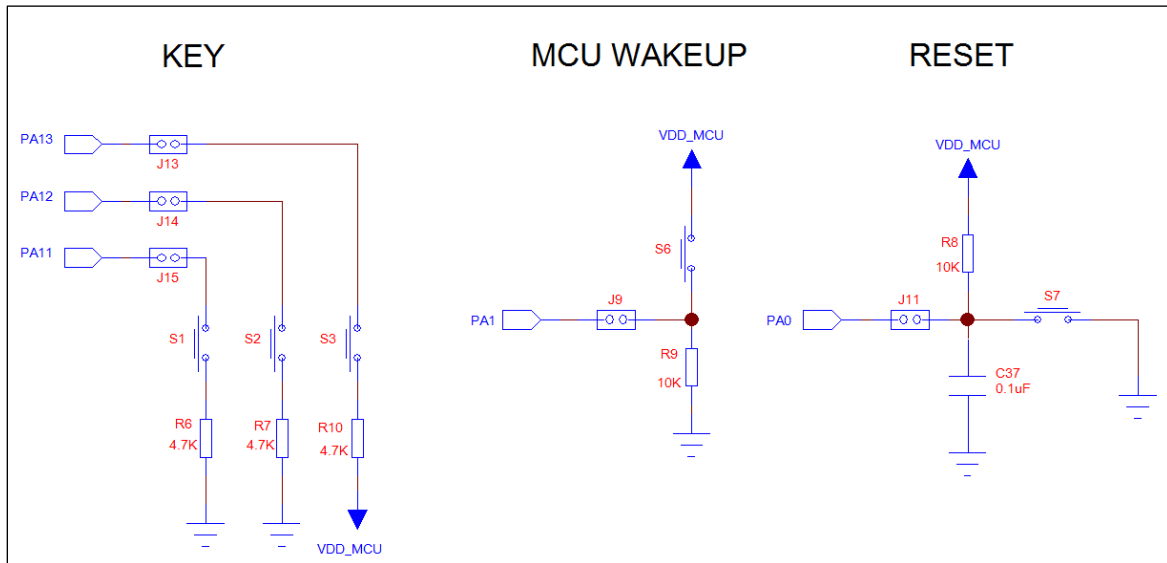 KEY
PA13
J13
PA12
J14
PA11
J15
S1
S2
S3
R6
4.7K
R7
4.7K
R10
4.7K
VDD_MCU
MCU WAKEUP
VDD_MCU
S6
J9
PA1
R9
10K
RESET
VDD_MCU
R8
10K
J11
S7
PA0
C37
0.1uF